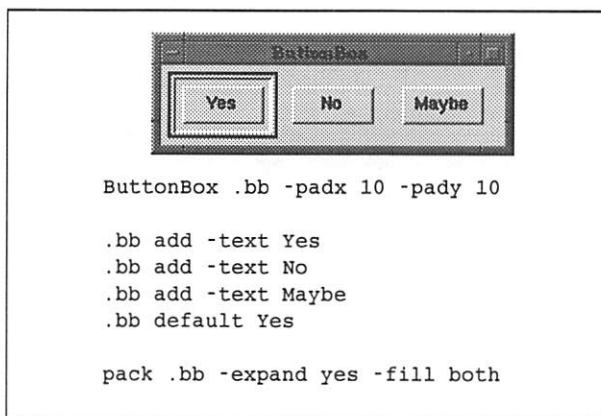 ButtonBox
Yes No Maybe
ButtonBox .bb -padx 10 -pady 10
.bb add -text Yes
.bb add -text No
.bb add -text Maybe
.bb default Yes
pack .bb -expand yes -fill both